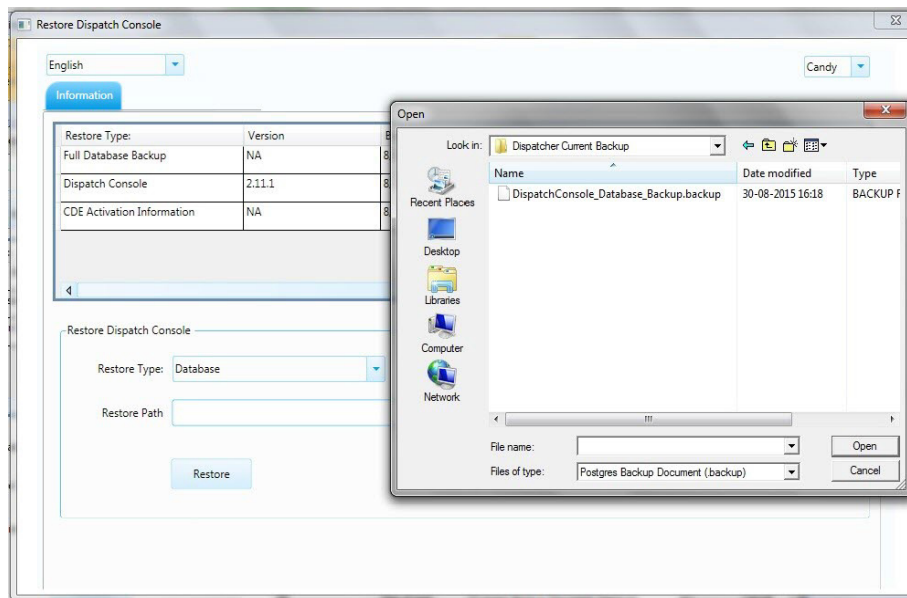 Restore Dispatch Console
English
Candy
Information
Restore Type: Version
Full Database Backup NA 8
Dispatch Console 2.11.1 8
CDE Activation Information NA 8
Restore Dispatch Console
Restore Type: Database
Restore Path
Restore
Open
Look in: Dispatcher Current Backup
Name Date modified Type
DispatchConsole_Database_Backup.backup 30-08-2015 16:18 BACKUP F
Recent Places
Desktop
Libraries
Computer
Network
File name: Open
Files of type: Postgres Backup Document (.backup) Cancel